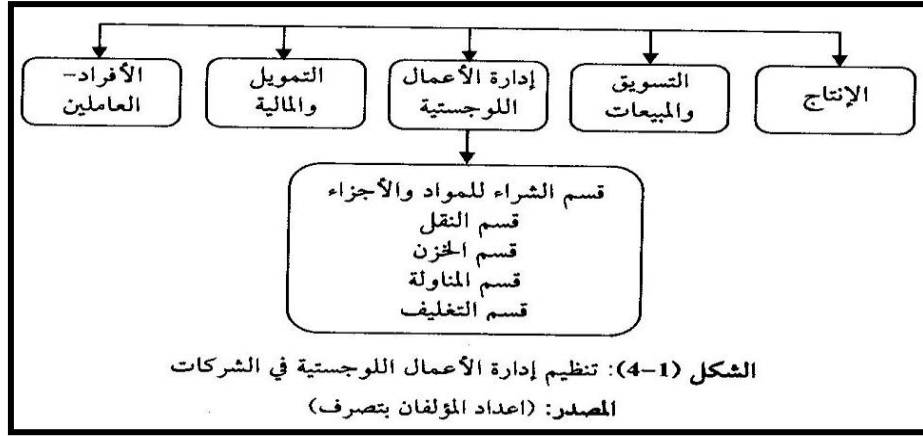 الإنتاج
التسويق
والمبيعات
إدارة الأعمال
اللوجستية
التمويل
والمالية
الأفراد-
العاملين
قسم الشراء للمواد والأجزاء
قسم النقل
قسم الخزن
قسم المناولة
قسم التغليف
الشكل (1-4): تنظيم إدارة الأعمال اللوجستية في الشركات
المصدر: (اعداد المؤلفان بتصرف)